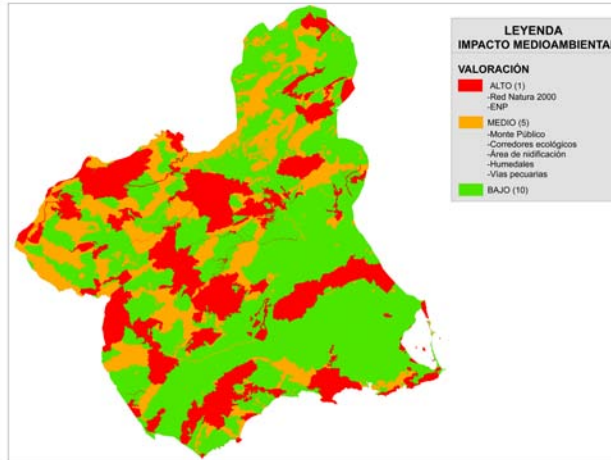 LEYENDA
IMPACTO MEDIOAMBIENTAL
VALORACIÓN
ALTO (1)
-Red Natura 2000
-ENP
MEDIO (5)
-Monte Público
-Corredores ecológicos
-Área de nidificación
-Humedales
-Vías pecuarias
BAJO (10)